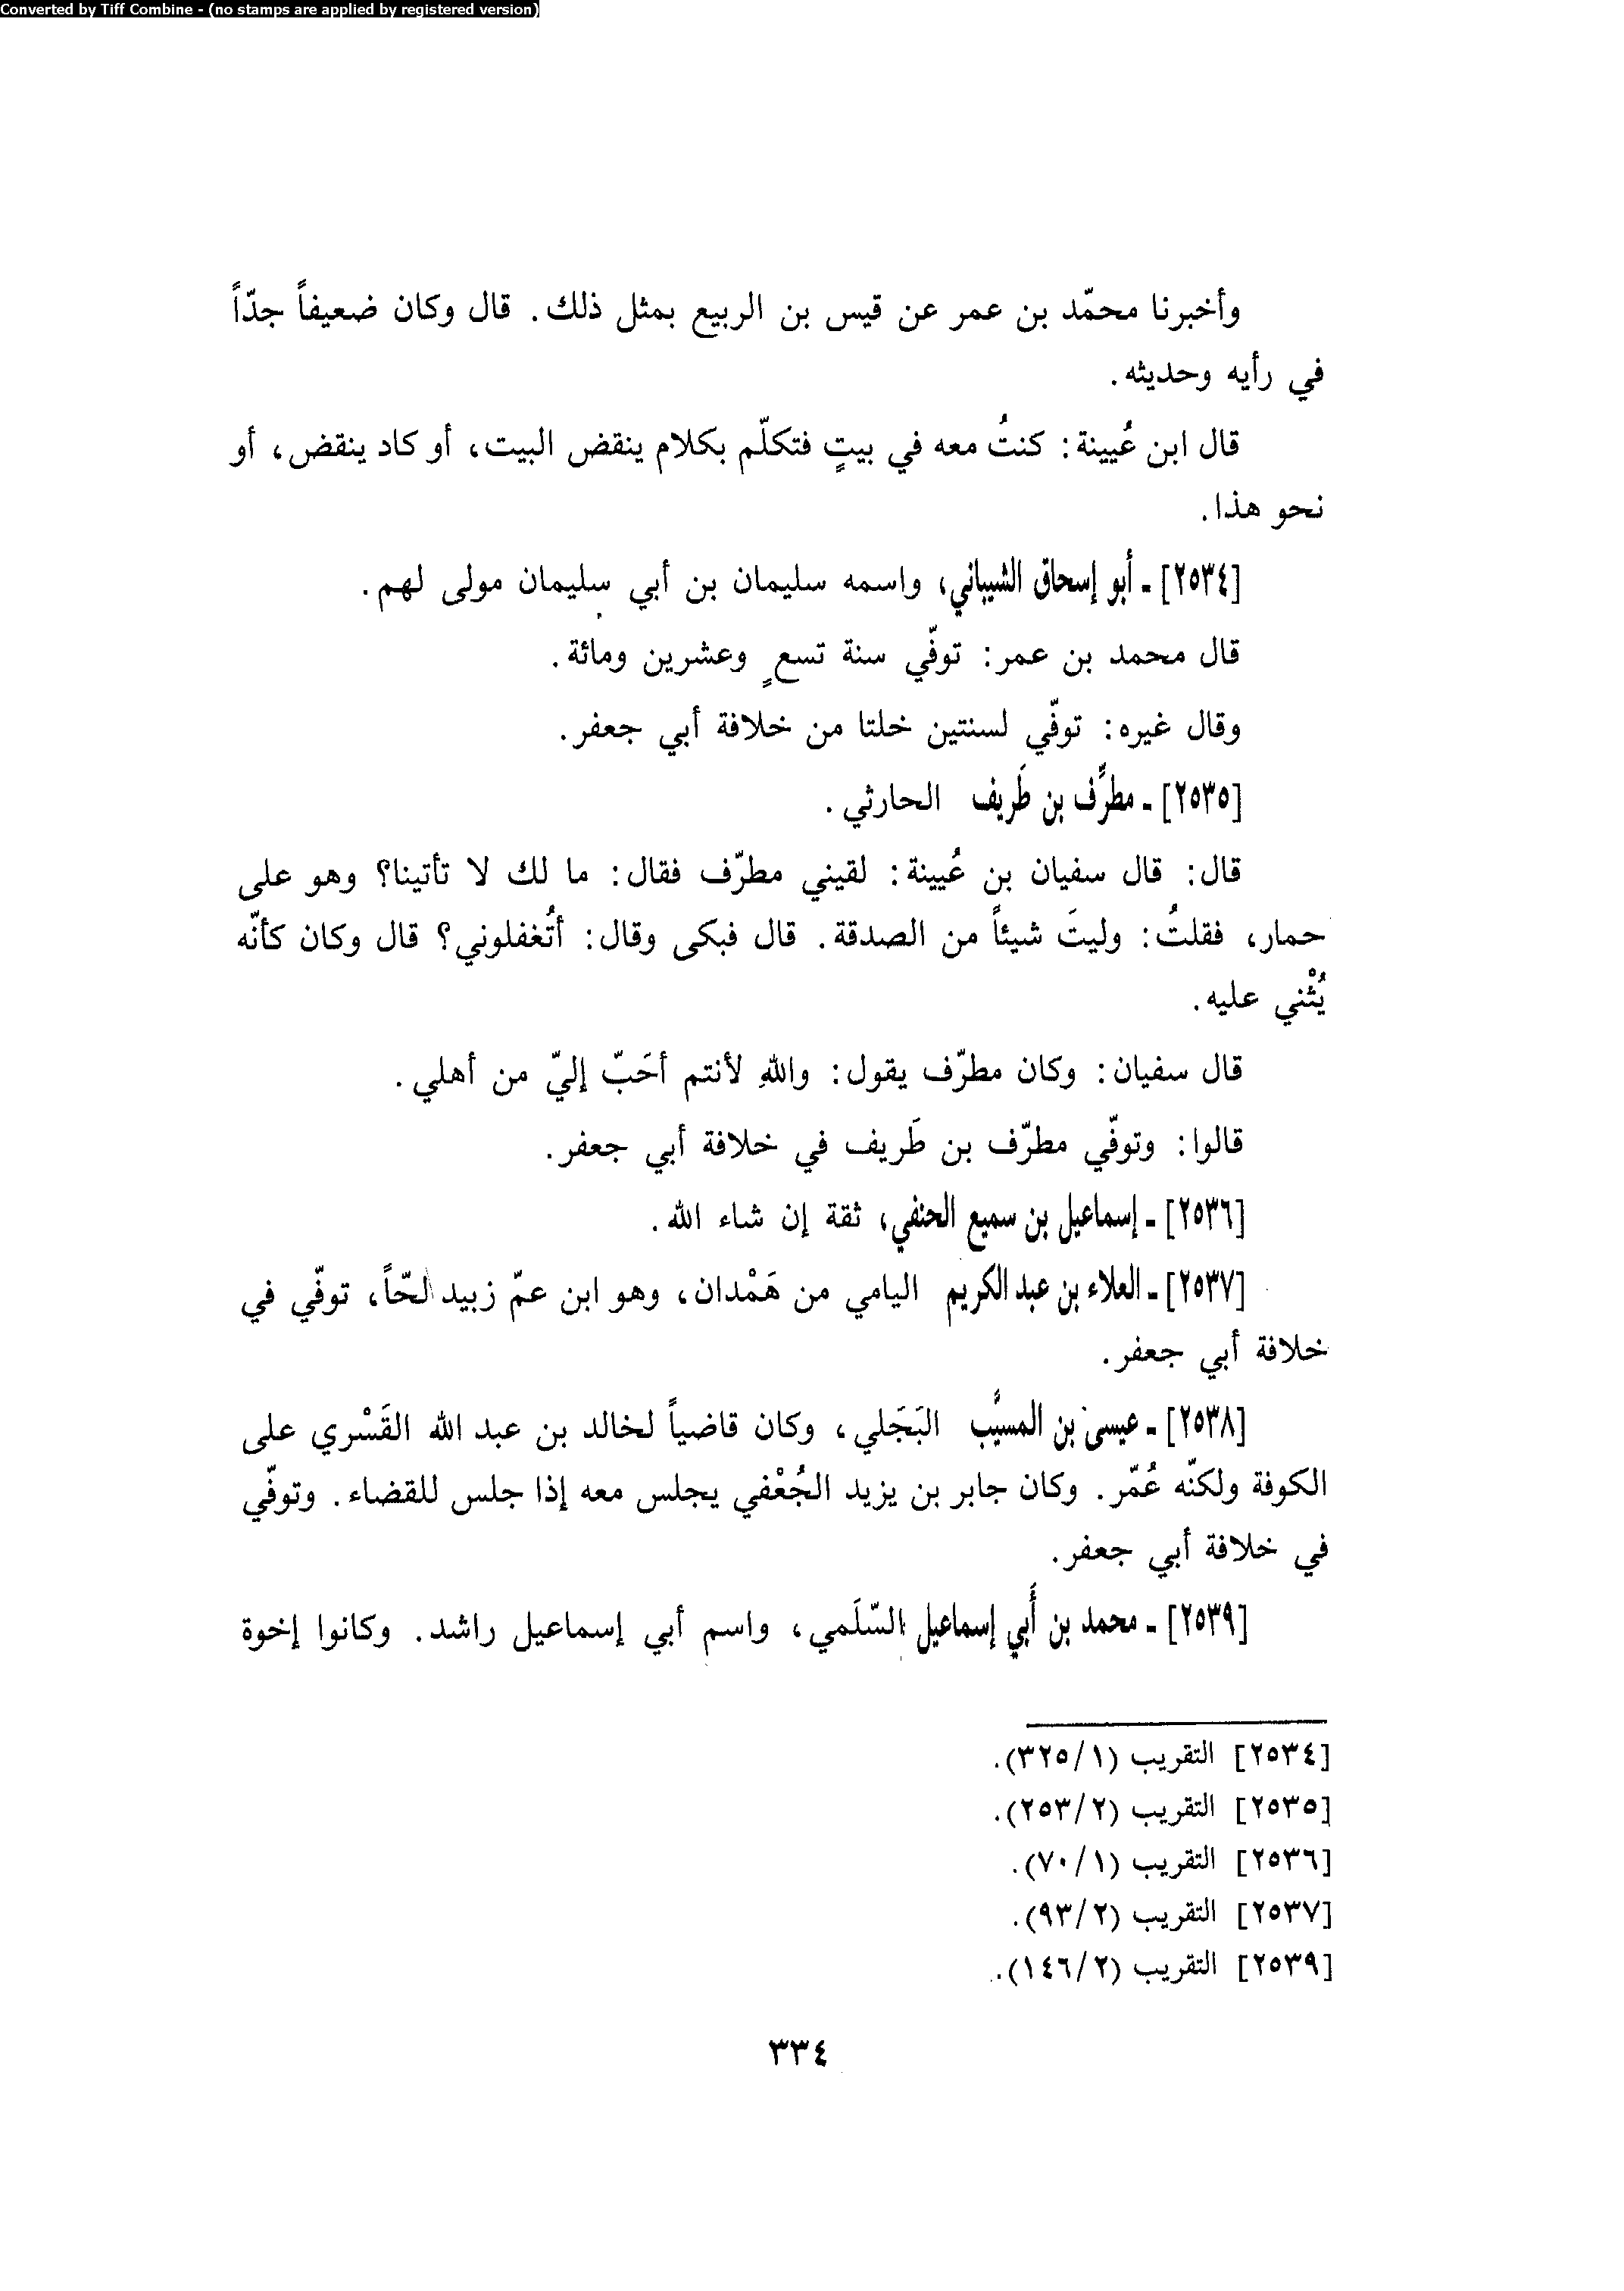 Converted by Tiff Combine - (no stamps are applied by registered version)
وأخبرنا محمّد بن عمر عن قيس بن الربيع بمثل ذلك. قال وكان ضعيفاً جدّاً
في رأيه وحديثه.
قال ابن عُيينة: كنتُ معه في بيتٍ فتكلّم بكلام ينقض البيت، أو كاد ينقض، أو
نحو هذا.
[٢٥٣٤] ـ أبو إسحاق الشيباني، واسمه سليمان بن أبي سليمان مولى لهم.
قال محمد بن عمر: توفّي سنة تسعٍ وعشرين ومائة.
وقال غيره: توفّي لسنتين خلتا من خلافة أبي جعفر.
[٢٥٣٥] ـ مطرِّف بن طَريف الحارثي.
قال: قال سفيان بن عُيينة: لقيني مطرّف فقال: ما لك لا تأتينا؟ وهو على
حمار، فقلتُ: وليتَ شيئاً من الصدقة. قال فبكى وقال: أتُغفلوني؟ قال وكان كأنّه
يُثْني عليه.
قال سفيان: وكان مطرّف يقول: واللهِ لأنتم أحَبّ إليّ من أهلي.
قالوا: وتوفّي مطرّف بن طَريف في خلافة أبي جعفر.
[٢٥٣٦] ـ إسماعيل بن سميع الحنفي، ثقة إن شاء الله.
[٢٥٣٧] ـ العلاء بن عبد الكريم اليامي من هَمْدان، وهو ابن عمّ زبيد لحّاً، توفّي في
خلافة أبي جعفر.
[٢٥٣٨] ـ عيسى بن المسيَّب البَجَلي، وكان قاضياً لخالد بن عبد الله القَسْري على
الكوفة ولكنّه عُمّر. وكان جابر بن يزيد الجُعْفي يجلس معه إذا جلس للقضاء. وتوفّي
في خلافة أبي جعفر.
[٢٥٣٩] ـ محمد بن أبي إسماعيل السّلَمي، واسم أبي إسماعيل راشد. وكانوا إخوة
[٢٥٣٤] التقريب (٣٢٥/١).
[٢٥٣٥] التقريب (٢٥٣/٢).
[٢٥٣٦] التقريب (٧٠/١).
[٢٥٣٧] التقريب (٩٣/٢).
[٢٥٣٩] التقريب (١٤٦/٢).
٣٣٤